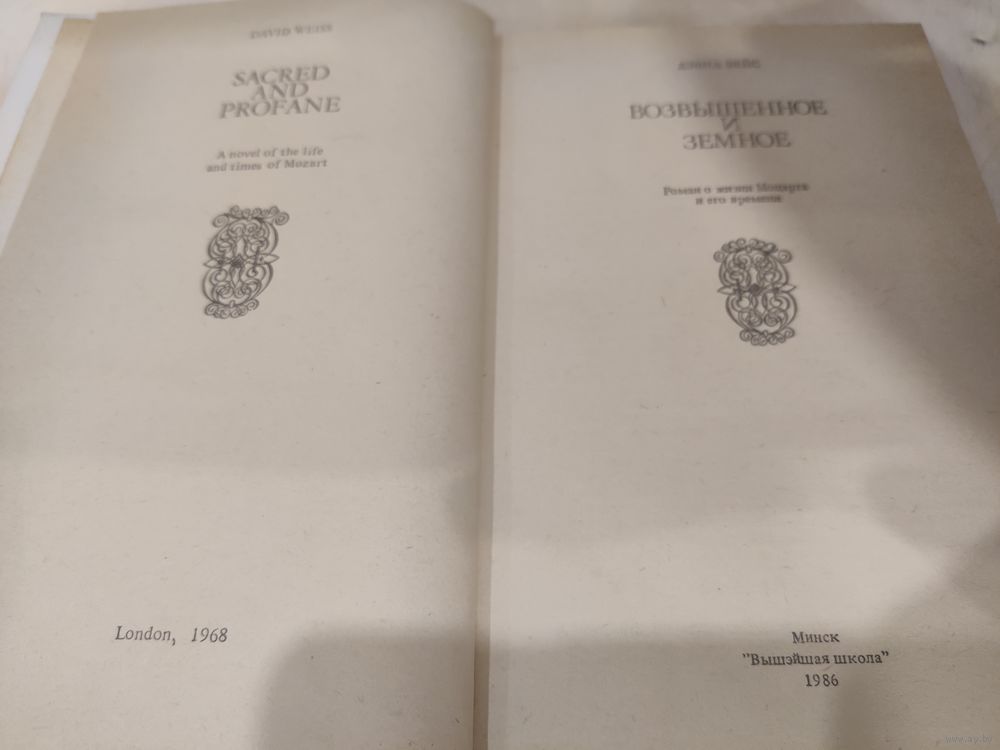 DAVID WEISS
SACRED
AND
PROFANE
A novel of the life
and times of Mozart
London, 1968
ДЭВИД ВЕЙС
ВОЗВЫШЕННОЕ
И
ЗЕМНОЕ
Роман о жизни Моцарта
и его времени
Минск
"Вышэйшая школа"
1986